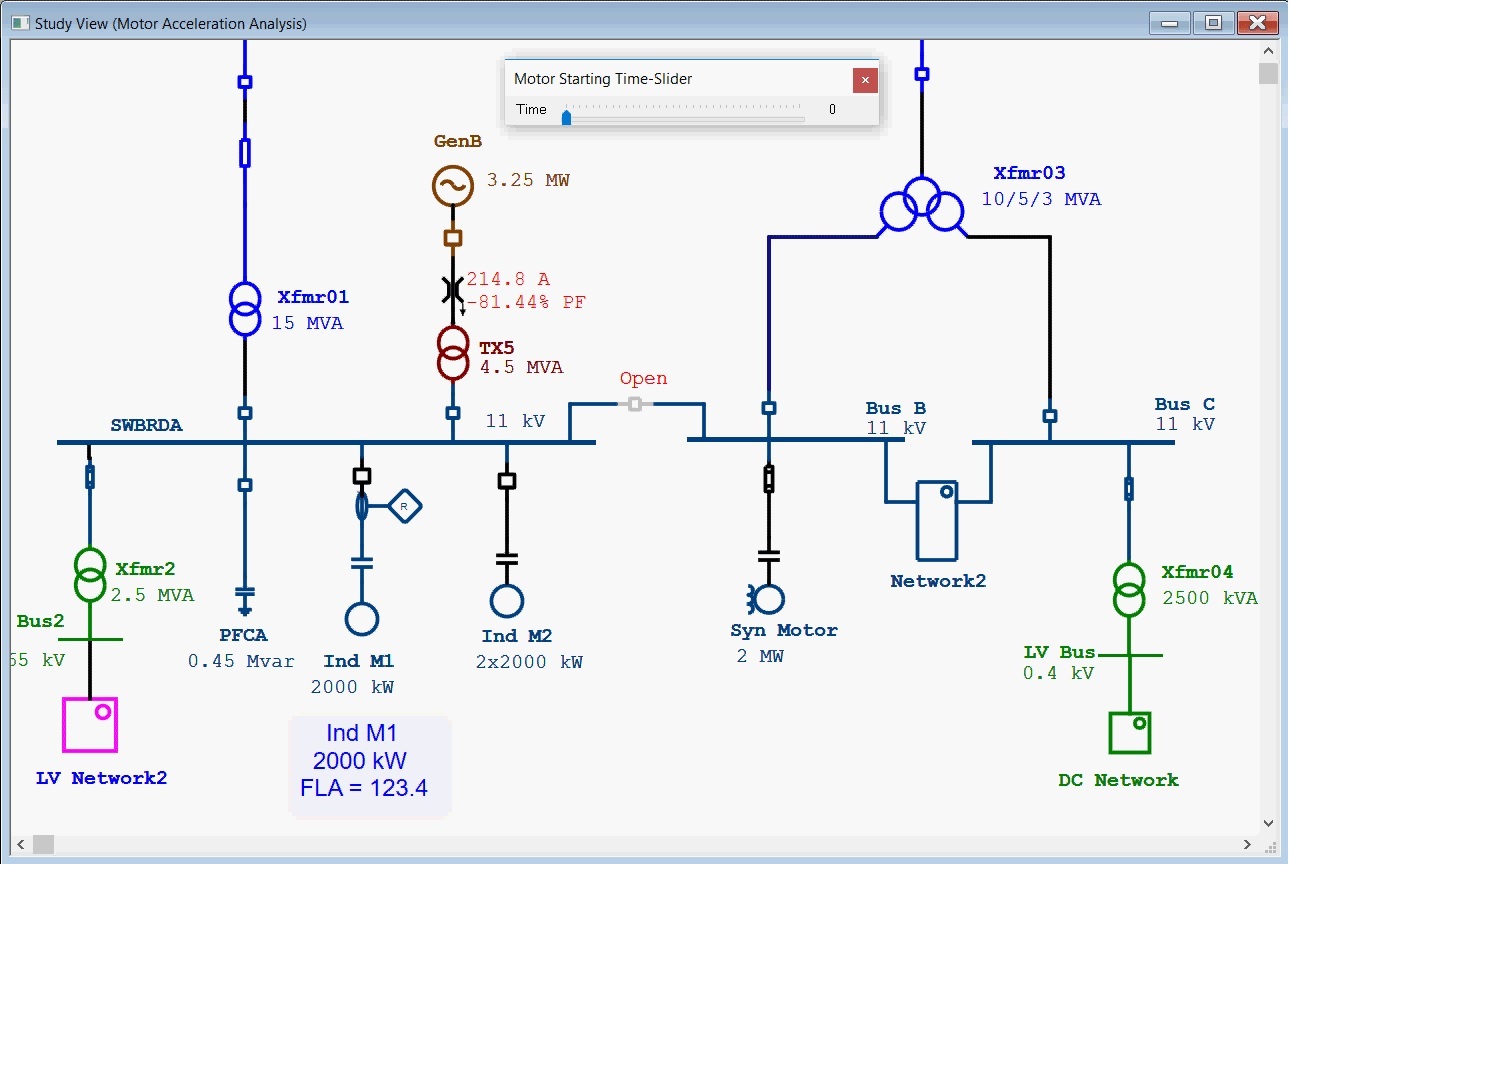 Study View (Motor Acceleration Analysis)
Motor Starting Time-Slider
Time 0
GenB
3.25 MW
Xfmr03
10/5/3 MVA
214.8 A
-81.44% PF
Xfmr01
15 MVA
TX5
4.5 MVA
Open
SWBRDA
11 kV
Bus B
11 kV
Bus C
11 kV
R
Xfmr2
2.5 MVA
Bus2
55 kV
Network2
Xfmr04
2500 kVA
PFCA
0.45 Mvar
Ind M1
2000 kW
Ind M2
2x2000 kW
Syn Motor
2 MW
LV Bus
0.4 kV
LV Network2
Ind M1
2000 kW
FLA = 123.4
DC Network